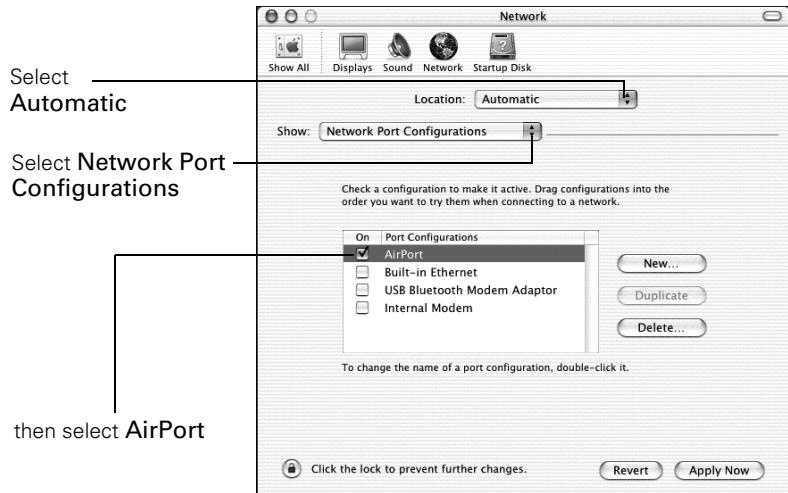 Network
Show All Displays Sound Network Startup Disk
Select
Automatic
Location: Automatic
Show: Network Port Configurations
Select Network Port
Configurations
Check a configuration to make it active. Drag configurations into the
order you want to try them when connecting to a network.
On Port Configurations
AirPort
Built-in Ethernet
USB Bluetooth Modem Adaptor
Internal Modem
New...
Duplicate
Delete...
To change the name of a port configuration, double-click it.
then select AirPort
Click the lock to prevent further changes.
Revert Apply Now